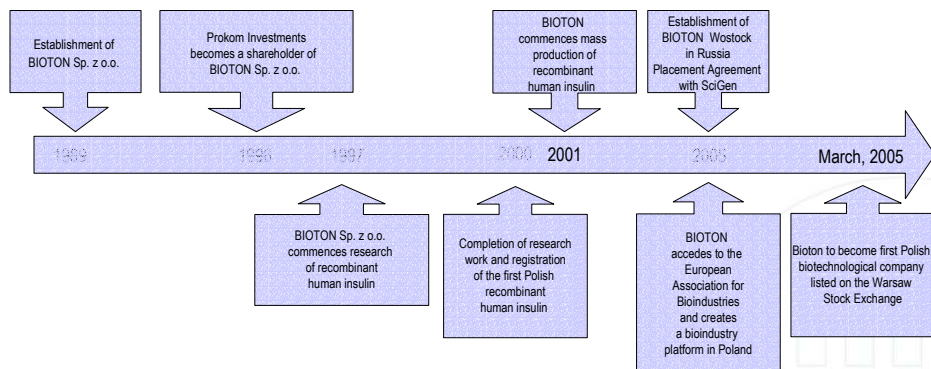 Establishment of
BIOTON Sp. z o.o.
Prokom Investments
becomes a shareholder of
BIOTON Sp. z o.o.
BIOTON
commences mass
production of
recombinant
human insulin
Establishment of
BIOTON Wostock
in Russia
Placement Agreement
with SciGen
1989
1996
1997
2000
2001
2005
March, 2005
BIOTON Sp. z o.o.
commences research
of recombinant
human insulin
Completion of research
work and registration
of the first Polish
recombinant
human insulin
BIOTON
accedes to the
European
Association for
Bioindustries
and creates
a bioindustry
platform in Poland
Bioton to become first Polish
biotechnological company
listed on the Warsaw
Stock Exchange